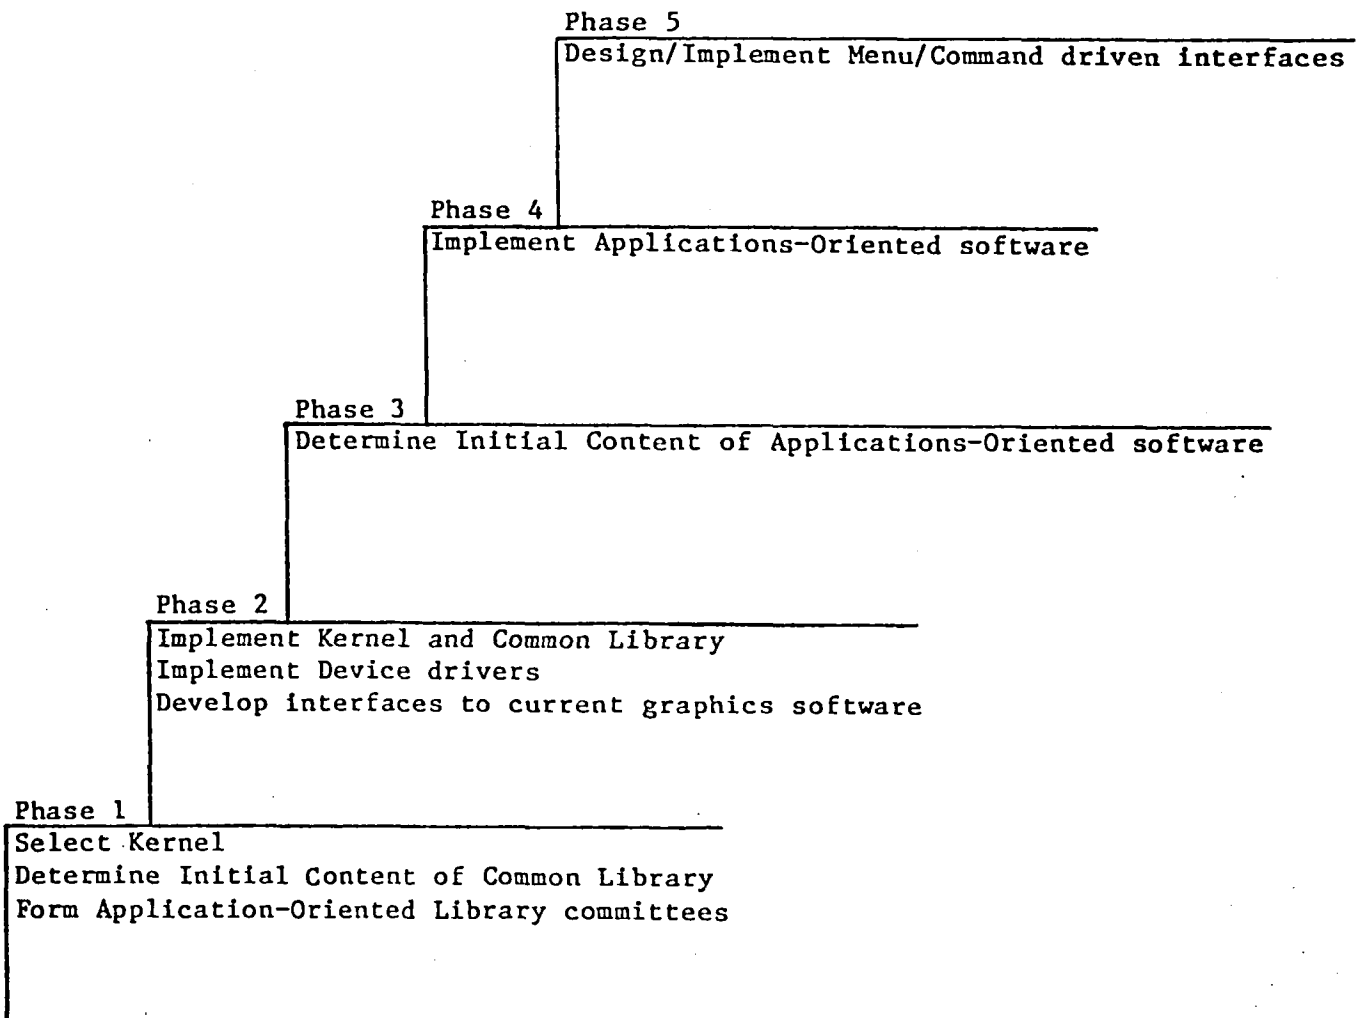 Phase 5
Design/Implement Menu/Command driven interfaces
Phase 4
Implement Applications-Oriented software
Phase 3
Determine Initial Content of Applications-Oriented software
Phase 2
Implement Kernel and Common Library
Implement Device drivers
Develop interfaces to current graphics software
Phase 1
Select Kernel
Determine Initial Content of Common Library
Form Application-Oriented Library committees